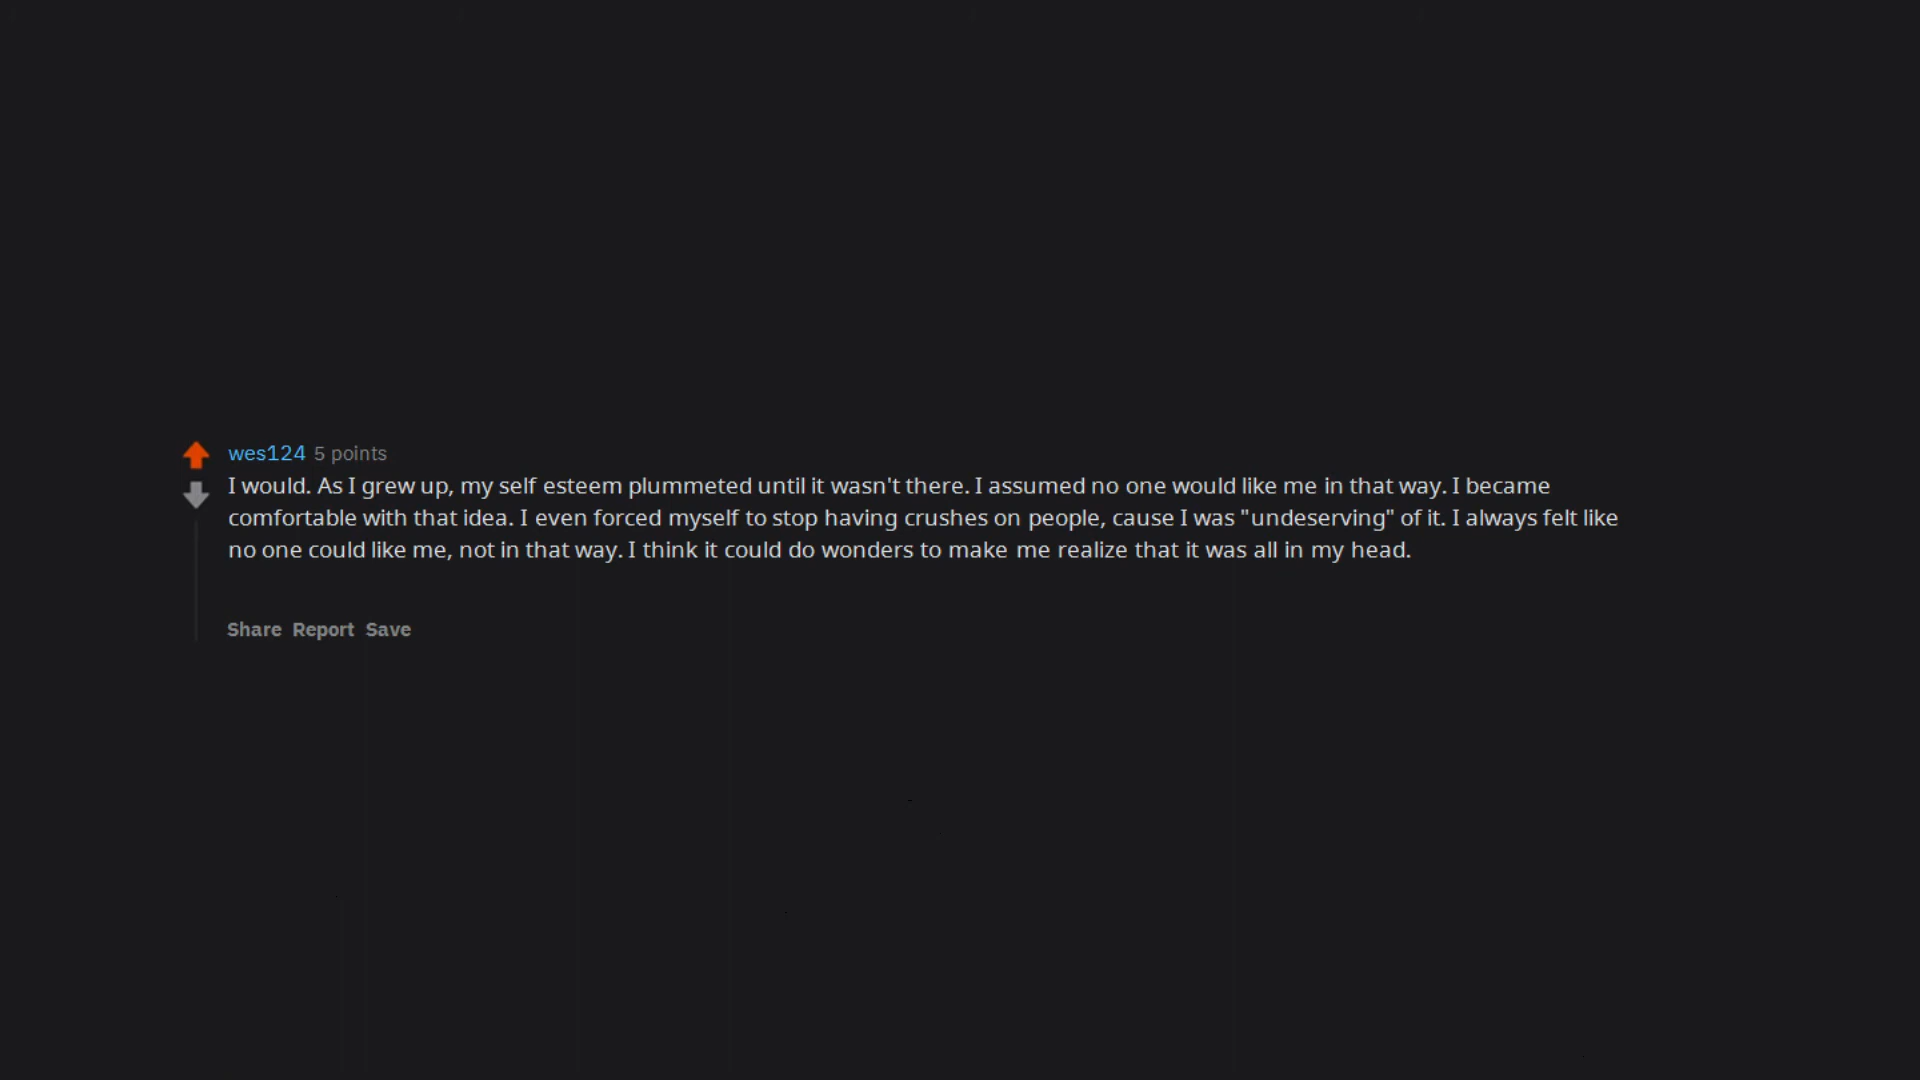 wes124 5 points
I would. As I grew up, my self esteem plummeted until it wasn't there. I assumed no one would like me in that way. I became
comfortable with that idea. I even forced myself to stop having crushes on people, cause I was "undeserving" of it. I always felt like
no one could like me, not in that way. I think it could do wonders to make me realize that it was all in my head.
Share Report Save